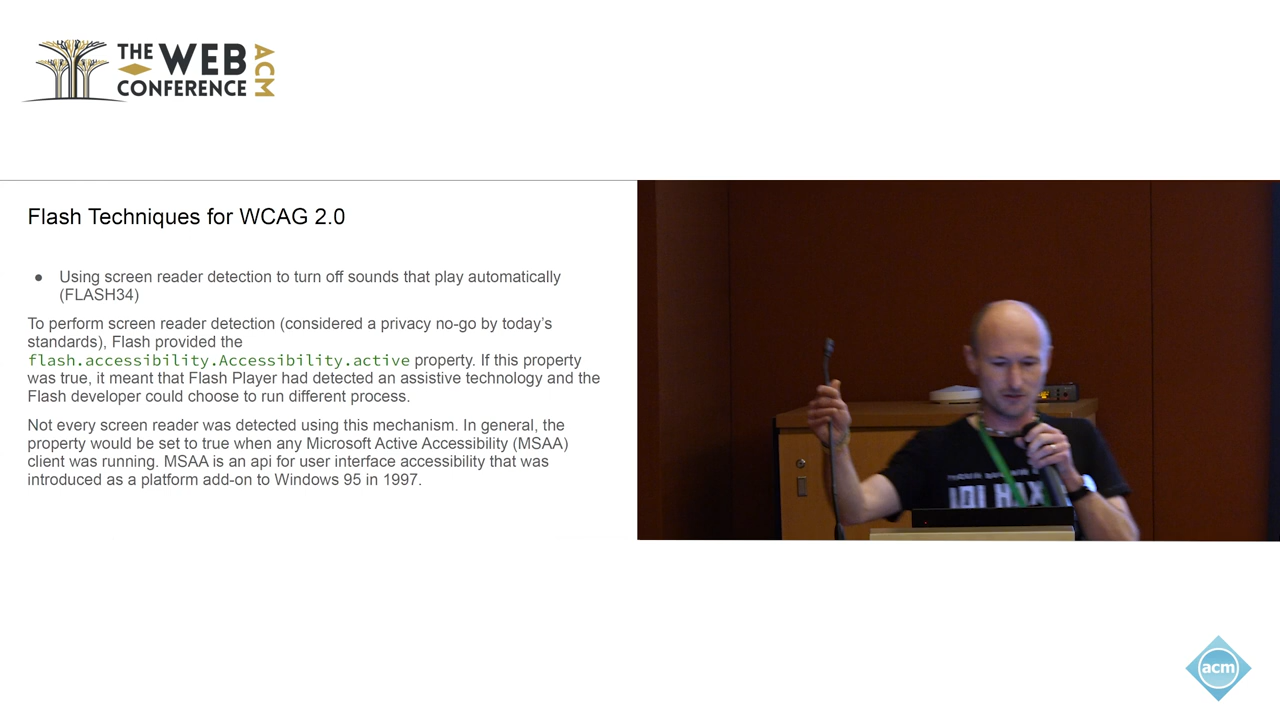 THE WEB
CONFERENCE
ACM
Flash Techniques for WCAG 2.0
● Using screen reader detection to turn off sounds that play automatically
(FLASH34)
To perform screen reader detection (considered a privacy no-go by today’s
standards), Flash provided the
flash.accessibility.Accessibility.active property. If this property
was true, it meant that Flash Player had detected an assistive technology and the
Flash developer could choose to run different process.
Not every screen reader was detected using this mechanism. In general, the
property would be set to true when any Microsoft Active Accessibility (MSAA)
client was running. MSAA is an api for user interface accessibility that was
introduced as a platform add-on to Windows 95 in 1997.
acm